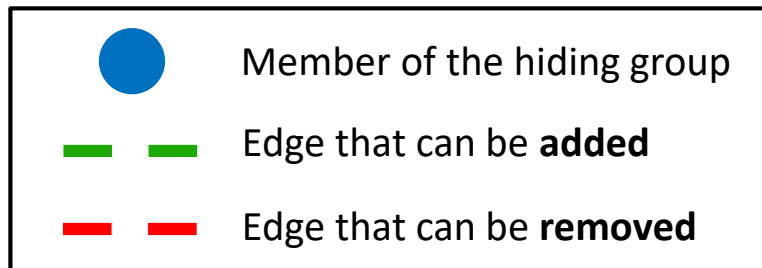 Member of the hiding group
Edge that can be added
Edge that can be removed